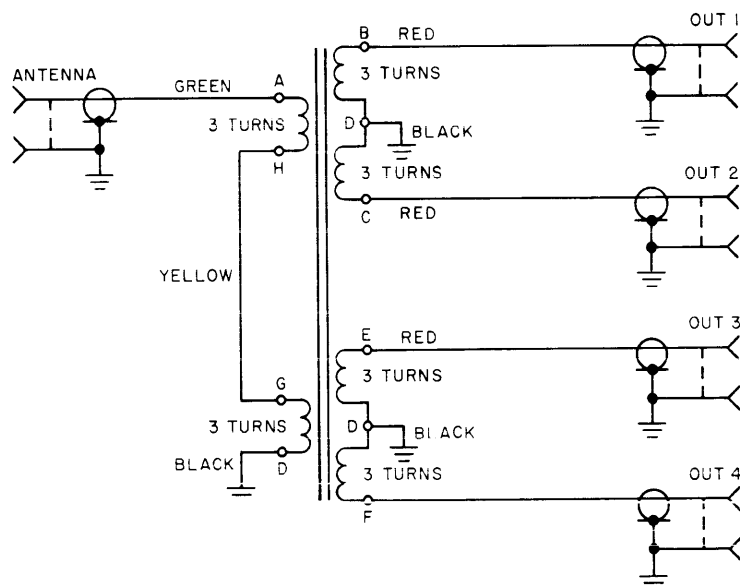 ANTENNA
GREEN
A
3 TURNS
H
YELLOW
G
3 TURNS
BLACK
D
B
RED
3 TURNS
D
BLACK
3 TURNS
C
RED
E
RED
3 TURNS
D
BLACK
3 TURNS
F
OUT 1
OUT 2
OUT 3
OUT 4